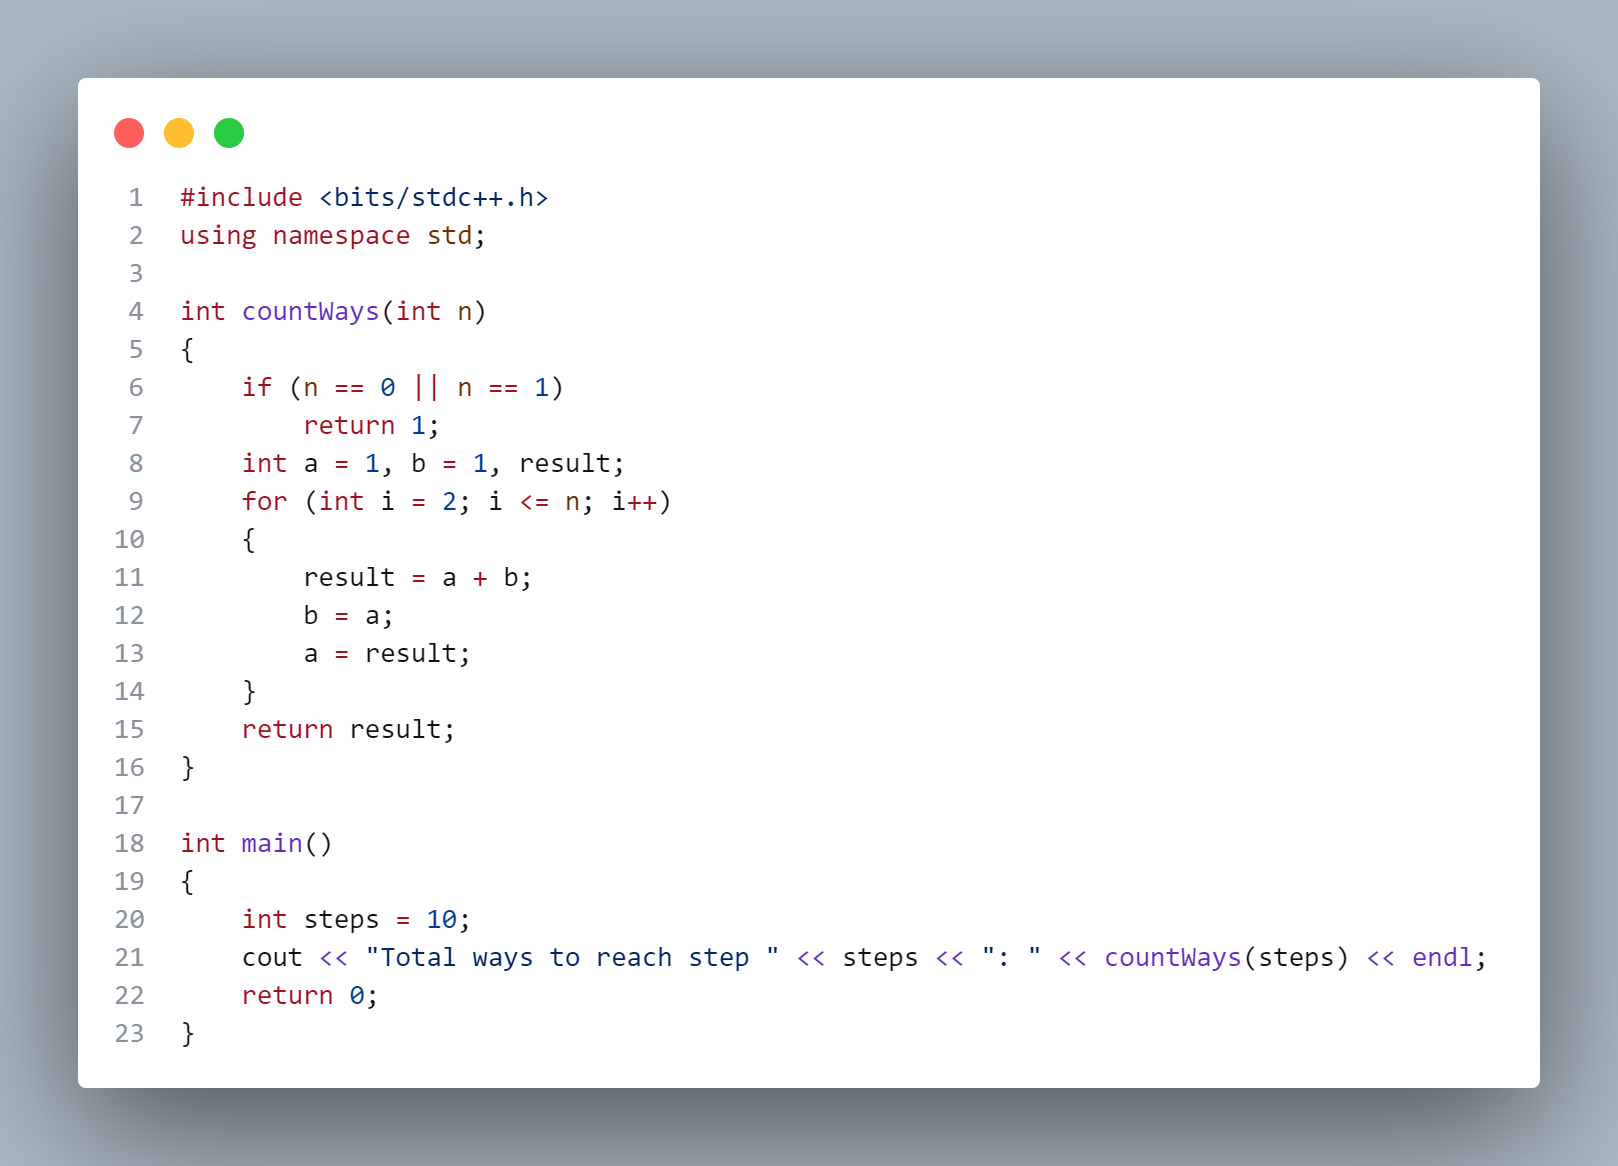 1 #include <bits/stdc++.h>
2 using namespace std;
3
4 int countWays(int n)
5 {
6     if (n == 0 || n == 1)
7         return 1;
8     int a = 1, b = 1, result;
9     for (int i = 2; i <= n; i++)
10     {
11         result = a + b;
12         b = a;
13         a = result;
14     }
15     return result;
16 }
17
18 int main()
19 {
20     int steps = 10;
21     cout << "Total ways to reach step " << steps << ": " << countWays(steps) << endl;
22     return 0;
23 }